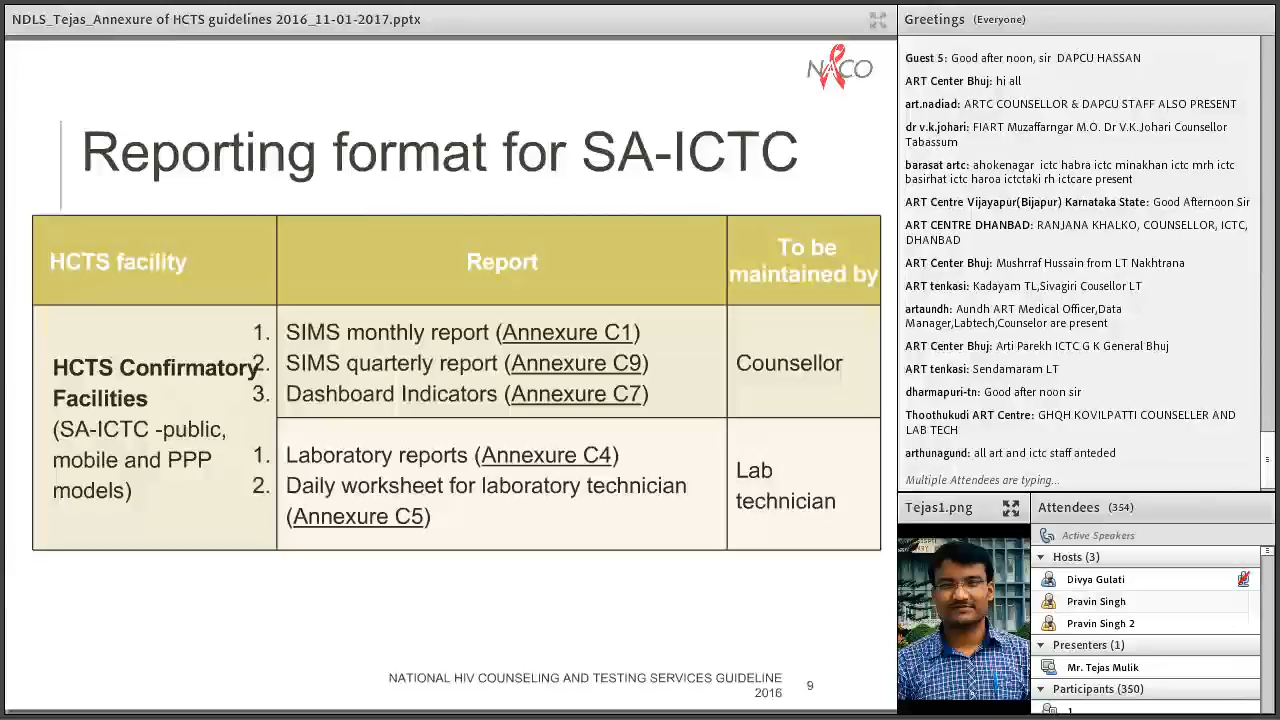 NDLS_Tejas_Annexure of HCTS guidelines 2016_11-01-2017.pptx
NACO
Reporting format for SA-ICTC
HCTS facility
Report
To be
maintained by
HCTS Confirmatory
Facilities
(SA-ICTC -public,
mobile and PPP
models)
1. SIMS monthly report (Annexure C1)
2. SIMS quarterly report (Annexure C9)
3. Dashboard Indicators (Annexure C7)
Counsellor
1. Laboratory reports (Annexure C4)
2. Daily worksheet for laboratory technician
(Annexure C5)
Lab
technician
NATIONAL HIV COUNSELING AND TESTING SERVICES GUIDELINE
2016
9
Greetings (Everyone)
Guest 5: Good after noon, sir DAPCU HASSAN
ART Center Bhuj: hi all
art.nadiad: ARTC COUNSELLOR & DAPCU STAFF ALSO PRESENT
dr v.k.johari: FIART Muzaffarngar M.O. Dr V.K.Johari Counsellor
Tabassum
barasat artc: ahokenagar ictc habra ictc minakhan ictc mrh ictc
basirhat ictc haroa ictctaki rh ictcare present
ART Centre Vijayapur(Bijapur) Karnataka State: Good Afternoon Sir
ART CENTRE DHANBAD: RANJANA KHALKO, COUNSELLOR, ICTC,
DHANBAD
ART Center Bhuj: Mushrraf Hussain from LT Nakhtrana
ART tenkasi: Kadayam TL,Sivagiri Cousellor LT
artaundh: Aundh ART Medical Officer,Data
Manager,Labtech,Counselor are present
ART Center Bhuj: Arti Parekh ICTC G K General Bhuj
ART tenkasi: Sendamaram LT
dharmapuri-tn: Good after noon sir
Thoothukudi ART Centre: GHQH KOVILPATTI COUNSELLER AND
LAB TECH
arthunagund: all art and ictc staff anteded
Multiple Attendees are typing...
Tejas1.png
Attendees (354)
Active Speakers
Hosts (3)
Divya Gulati
Pravin Singh
Pravin Singh 2
Presenters (1)
Mr. Tejas Mulik
Participants (350)
1